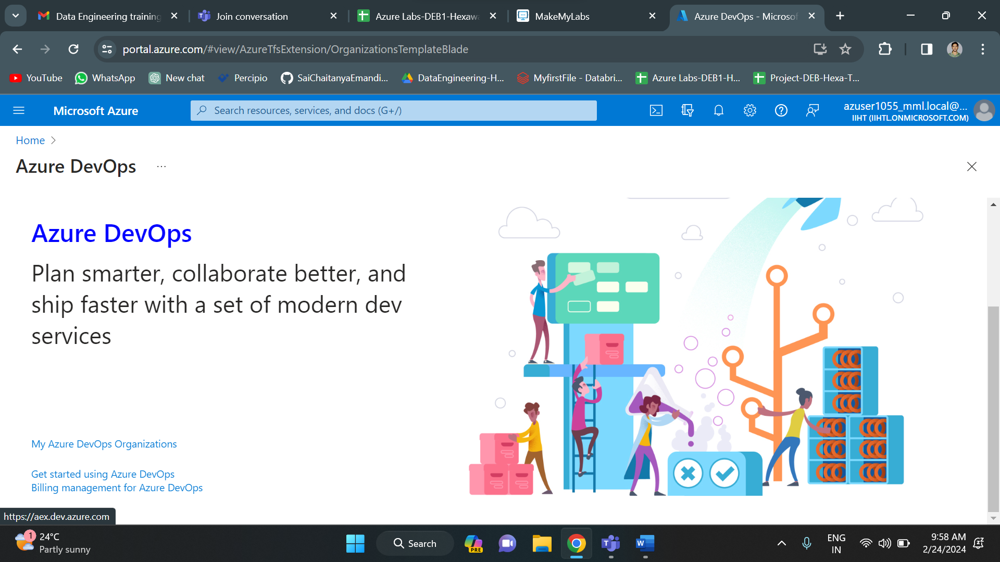 Data Engineering training
Join conversation
Azure Labs-DEB1-Hexawa
MakeMyLabs
Azure DevOps - Microsof
portal.azure.com/#view/AzureTfsExtension/OrganizationsTemplateBlade
YouTube
WhatsApp
New chat
Percipio
SaiChaitanyaEmandi...
DataEngineering-H...
MyfirstFile - Databri...
Azure Labs-DEB1-H...
Project-DEB-Hexa-T...
Microsoft Azure
Search resources, services, and docs (G+/)
azuser1055_mml.local@...
IIHT (IIHTL.ONMICROSOFT.COM)
Home
Azure DevOps
...
Azure DevOps
Plan smarter, collaborate better, and
ship faster with a set of modern dev
services
My Azure DevOps Organizations
Get started using Azure DevOps
Billing management for Azure DevOps
https://aex.dev.azure.com
1
24°C
Partly sunny
Search
PRE
ENG
IN
9:58 AM
2/24/2024